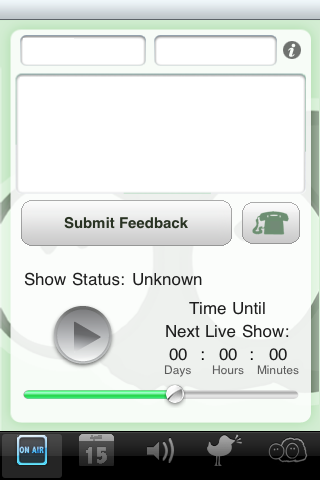 i
Submit Feedback
Show Status: Unknown
Time Until
Next Live Show:
00 : 00 : 00
Days Hours Minutes
ON AIR
April
15